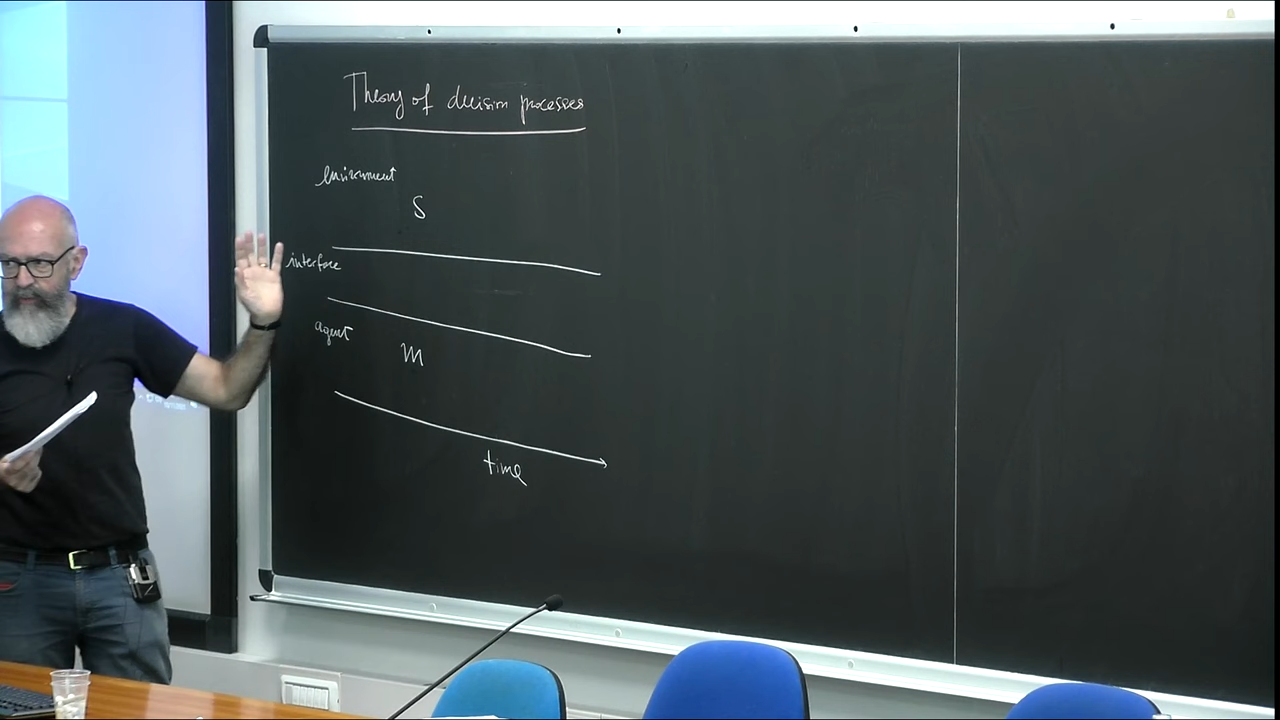 Theory of decision processes
Environment
S
interface
agent
m
time